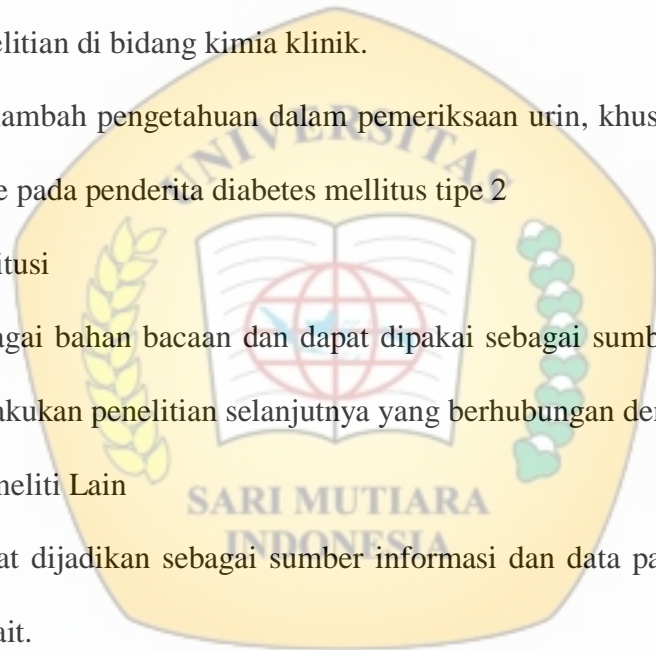 elitian di bidang kimia klinik.
ambah pengetahuan dalam pemeriksaan urin, khus
e pada penderita diabetes mellitus tipe 2
UNIVERSITAS
itusi
agai bahan bacaan dan dapat dipakai sebagai sumb
akukan penelitian selanjutnya yang berhubungan de
neliti Lain
SARI MUTIARA
INDONESIA
at dijadikan sebagai sumber informasi dan data pa
ait.